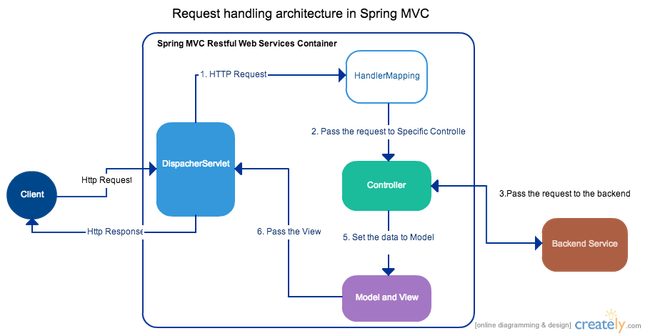 Request handling architecture in Spring MVC
Spring MVC Restful Web Services Container
1. HTTP Request
HandlerMapping
2. Pass the request to Specific Controlle
DispacherServlet
Http Request
Client
Controller
3.Pass the request to the backend
Http Response
6. Pass the View
5. Set the data to Model
Backend Service
Model and View
[online diagramming & design] creately.com